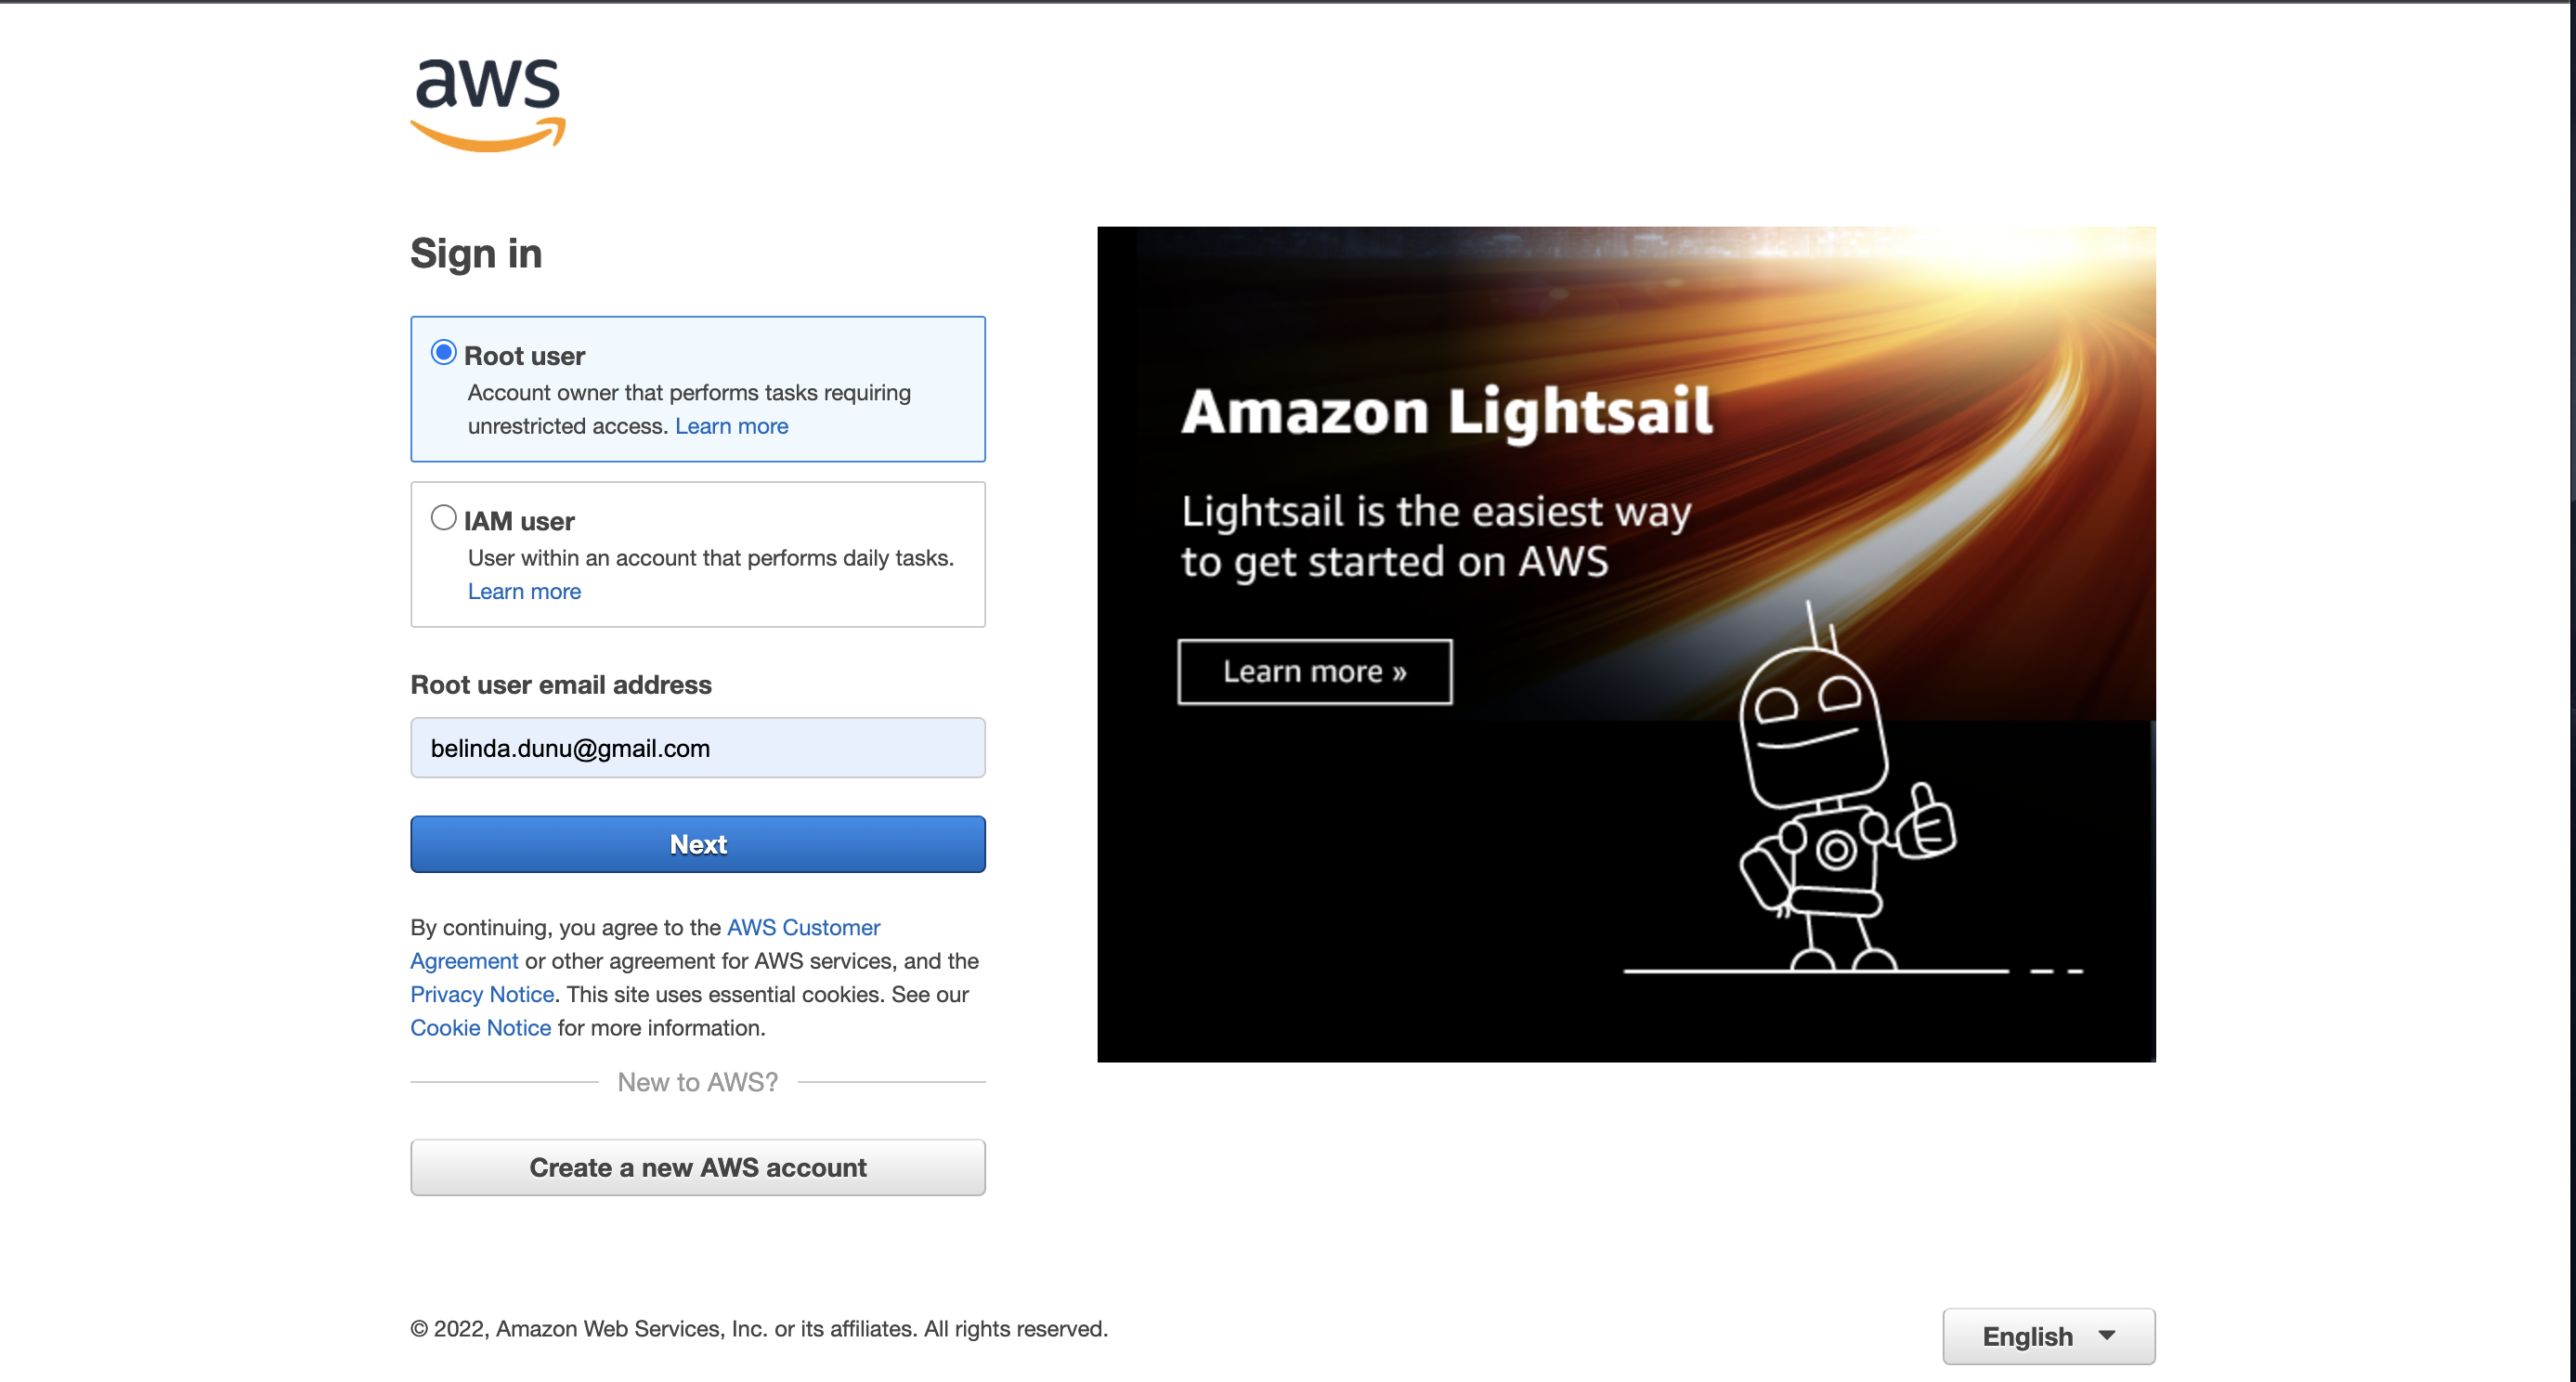 aws
Sign in
Root user
Account owner that performs tasks requiring
unrestricted access. Learn more
IAM user
User within an account that performs daily tasks.
Learn more
Root user email address
belinda.dunu@gmail.com
Next
By continuing, you agree to the AWS Customer
Agreement or other agreement for AWS services, and the
Privacy Notice. This site uses essential cookies. See our
Cookie Notice for more information.
New to AWS?
Create a new AWS account
Amazon Lightsail
Lightsail is the easiest way
to get started on AWS
Learn more »
© 2022, Amazon Web Services, Inc. or its affiliates. All rights reserved.
English